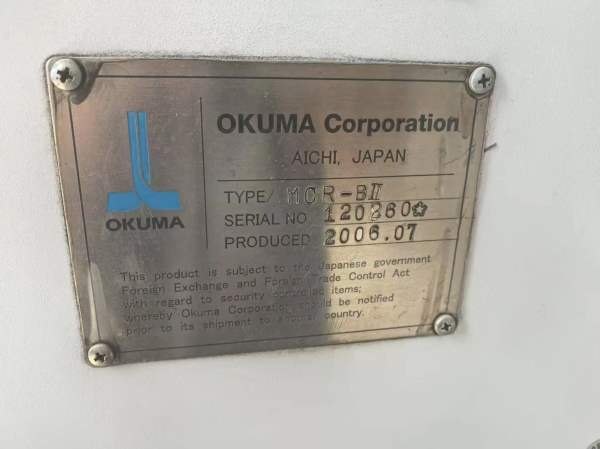 OKUMA
OKUMA Corporation
AICHI, JAPAN
TYPE/ MCR-BⅡ
SERIAL NO. 120260✪
PRODUCED 2006.07
This product is subject to the Japanese government
Foreign Exchange and Foreign Trade Control Act
with regard to security controlled items;
whereby Okuma Corporation should be notified
prior to its shipment to another country.